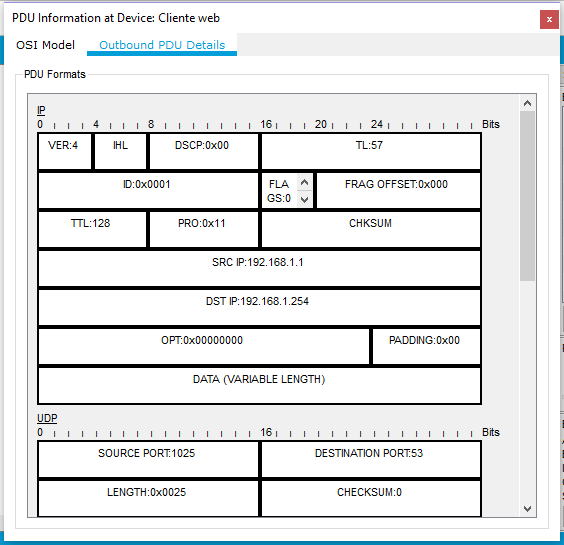 PDU Information at Device: Cliente web
x
OSI Model Outbound PDU Details
PDU Formats
IP
0 4 8 16 20 24 Bits
VER:4 IHL DSCP:0x00 TL:57
ID:0x0001 FLA GS:0 FRAG OFFSET:0x000
TTL:128 PRO:0x11 CHKSUM
SRC IP:192.168.1.1
DST IP:192.168.1.254
OPT:0x00000000 PADDING:0x00
DATA (VARIABLE LENGTH)
UDP
0 16 Bits
SOURCE PORT:1025 DESTINATION PORT:53
LENGTH:0x0025 CHECKSUM:0